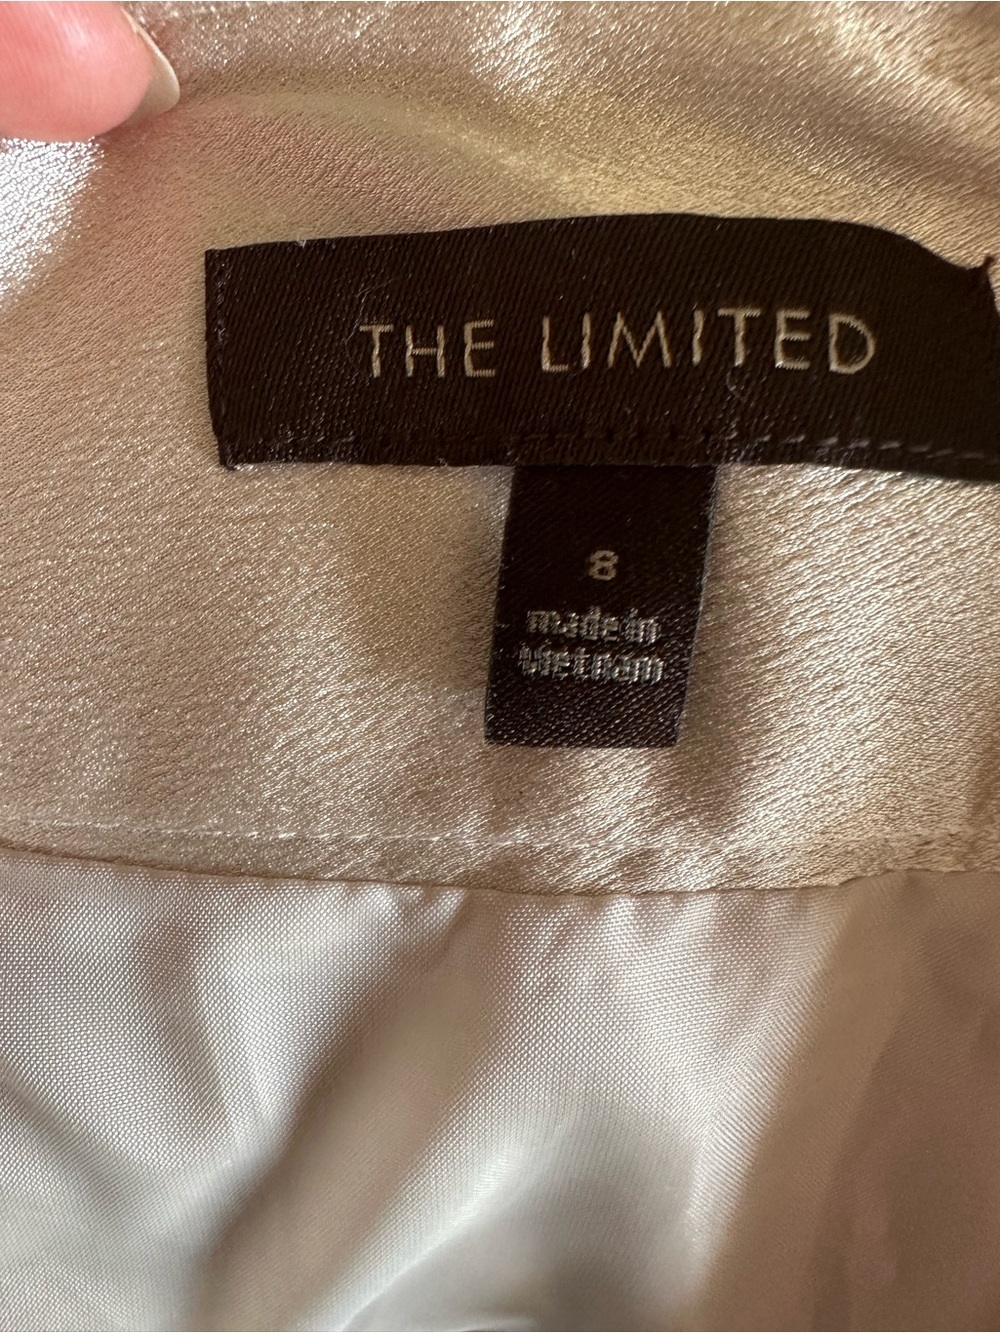 THE LIMITED
8
made in
vietnam